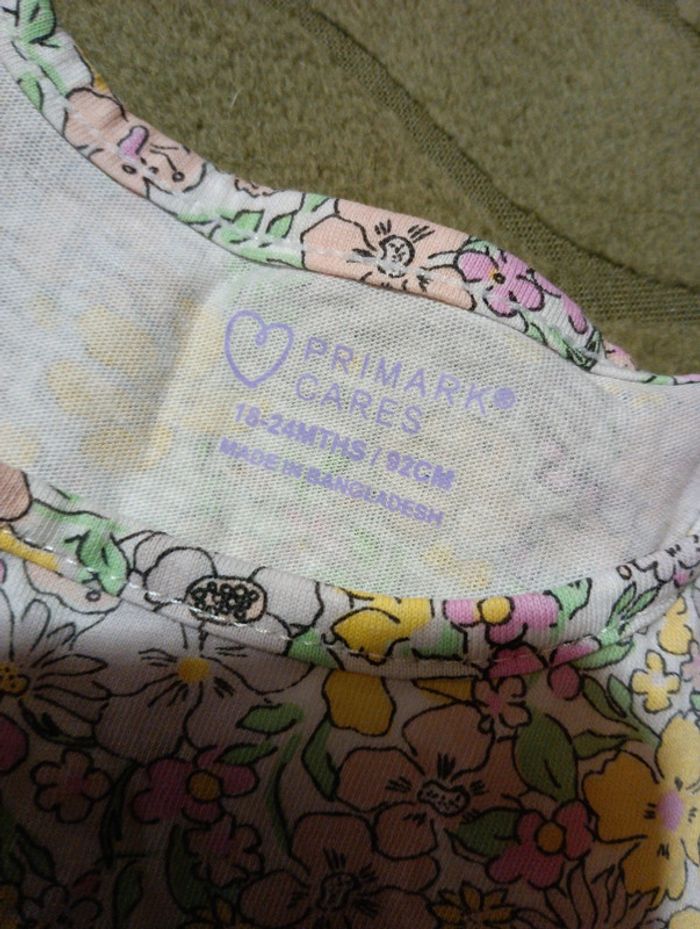 PRIMARK®
CARES
18-24MTHS / 92CM
MADE IN BANGLADESH